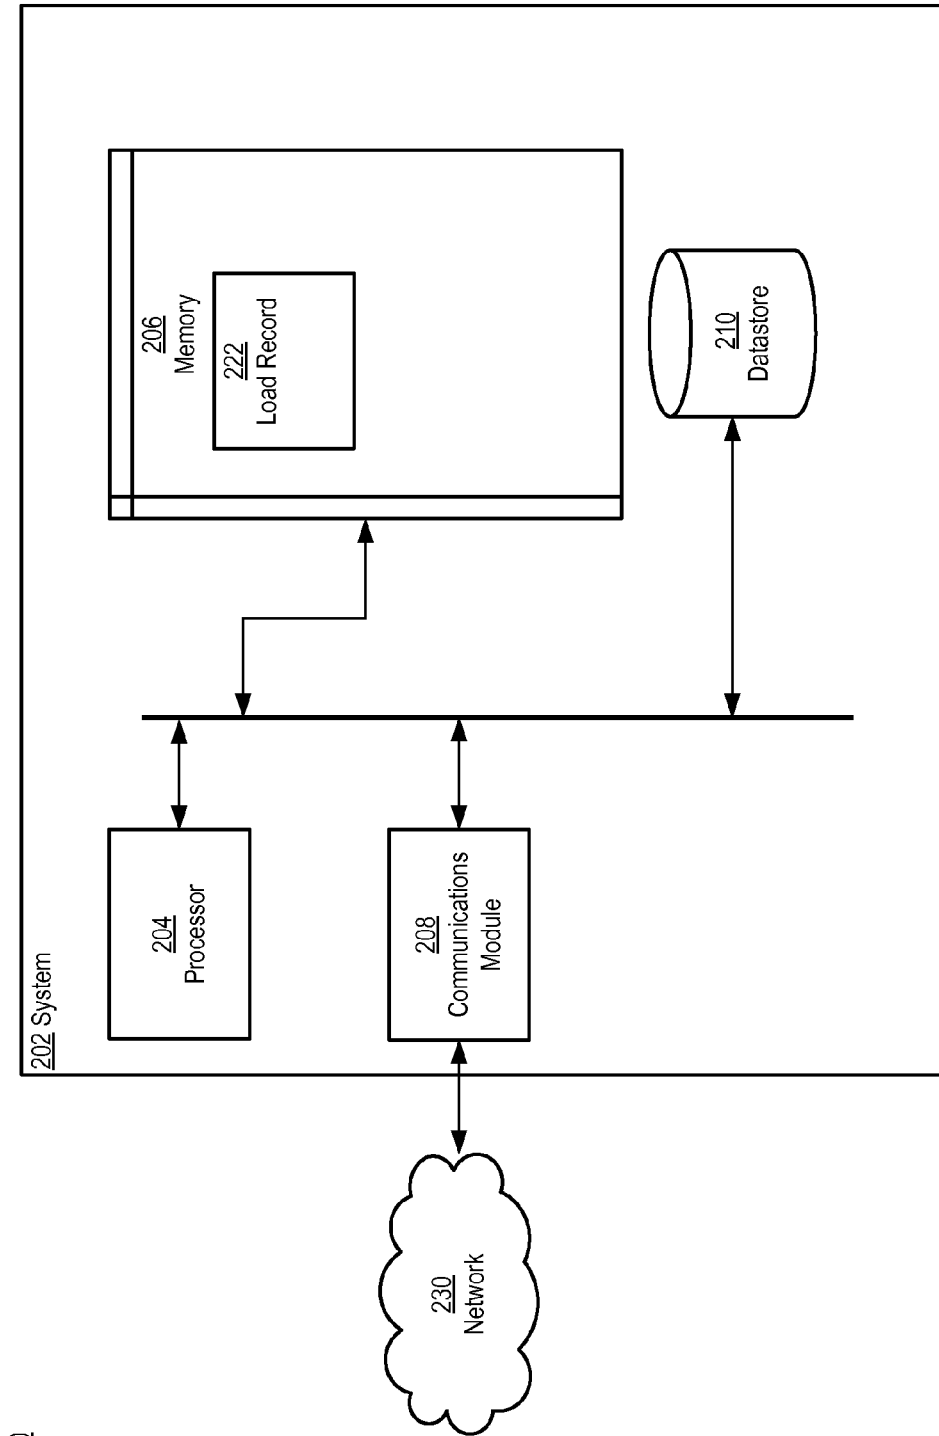 202 System
204
Processor
206
Memory
222
Load Record
208
Communications
Module
210
Datastore
230
Network